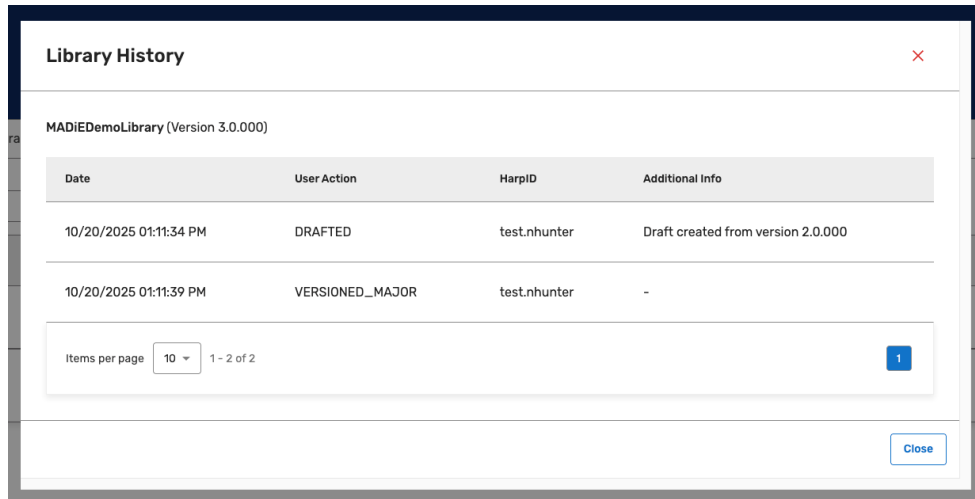 Library History
MADiEDemoLibrary (Version 3.0.000)
ra
Date User Action HarpID Additional Info
10/20/2025 01:11:34 PM DRAFTED test.nhunter Draft created from version 2.0.000
10/20/2025 01:11:39 PM VERSIONED_MAJOR test.nhunter -
Items per page 10 1 - 2 of 2 1
Close